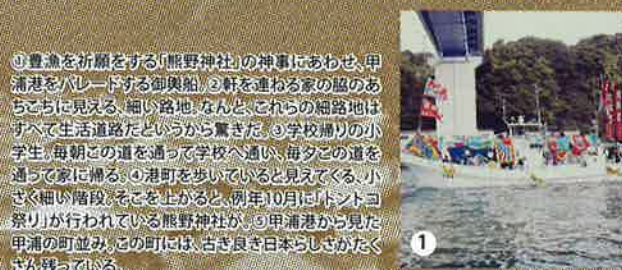 ①豊漁を祈願をする「熊野神社」の神事にあわせ、甲
浦港をパレードする御輿船。②軒を連ねる家の脇のあ
ちこちに見える、細い路地。なんと、これらの細路地は
すべて生活道路だというから驚きだ。③学校帰りの小
学生。毎朝この道を通って学校へ通い、毎夕この道を
通って家に帰る。④港町を歩いていると見えてくる、小
さく細い階段。そこを上がると、例年10月に「トントコ
祭り」が行われている熊野神社が。⑤甲浦港から見た
甲浦の町並み。この町には、古き良き日本らしさがたく
さん残っている。
1